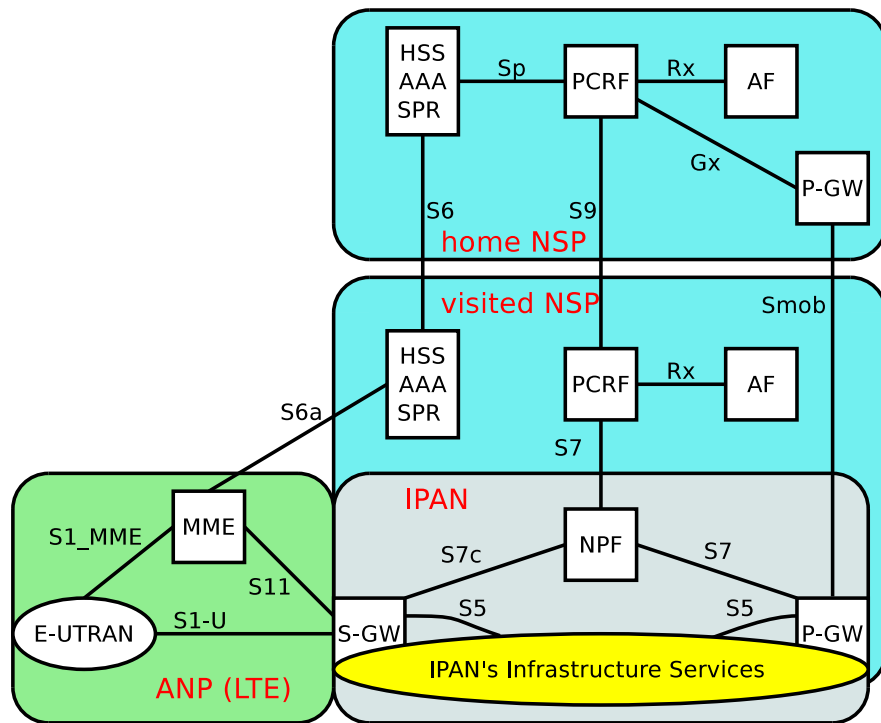 HSS
AAA
SPR
Sp
PCRF
Rx
AF
Gx
P-GW
S6
S9
home NSP
visited NSP
Smob
HSS
AAA
SPR
PCRF
Rx
AF
S6a
S7
IPAN
MME
S1_MME
S11
NPF
S7c
S7
S1-U
E-UTRAN
S-GW
S5
S5
P-GW
IPAN's Infrastructure Services
ANP (LTE)